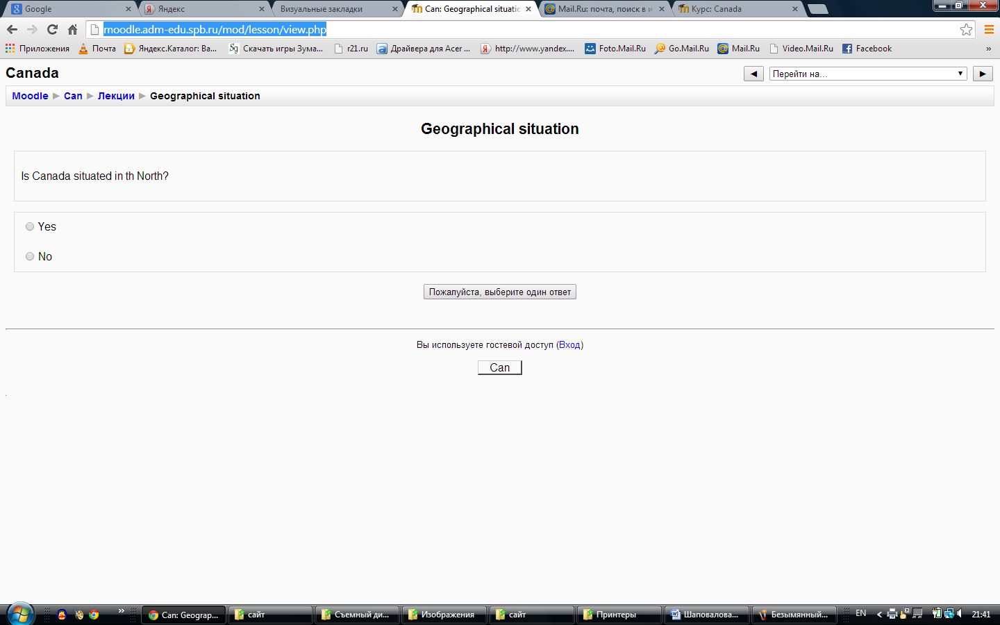 Google
Яндекс
Визуальные закладки
Can: Geographical situatic
Mail.Ru: почта, поиск в и
Курс: Canada
moodle.adm-edu.spb.ru/mod/lesson/view.php
Приложения
Почта
Яндекс.Каталог: Ва...
Скачать игры Зума...
r21.ru
Драйвера для Acer ...
http://www.yandex....
Foto.Mail.Ru
Go.Mail.Ru
Mail.Ru
Video.Mail.Ru
Facebook
»
Canada
Перейти на...
Moodle ► Can ► Лекции ► Geographical situation
Geographical situation
Is Canada situated in th North?
Yes
No
Пожалуйста, выберите один ответ
Вы используете гостевой доступ (Вход)
Can
Can: Geograp...
сайт
Съемный ди...
Изображения
сайт
Принтеры
Шаповалова...
Безымянный...
EN
21:41